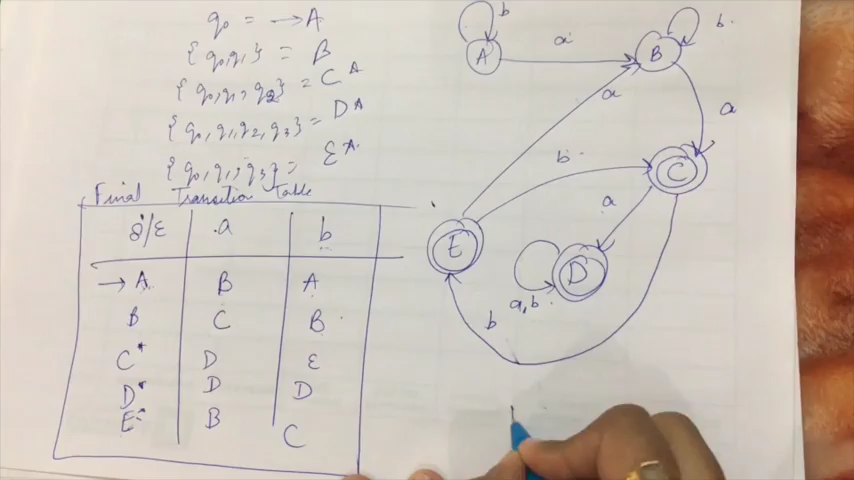 q0 = → A
{q0,q1} = B
{q0,q1,q2} = C*
{q0,q1,q2,q3} = D*
{q0,q1,q3} = E*
Final Transition Table
δ'/Σ a b
→ A B A
B C B
C* D E
D* D D
E* B C
b
A
a
B
b
a
a
b
C
a
E
D
a,b
b